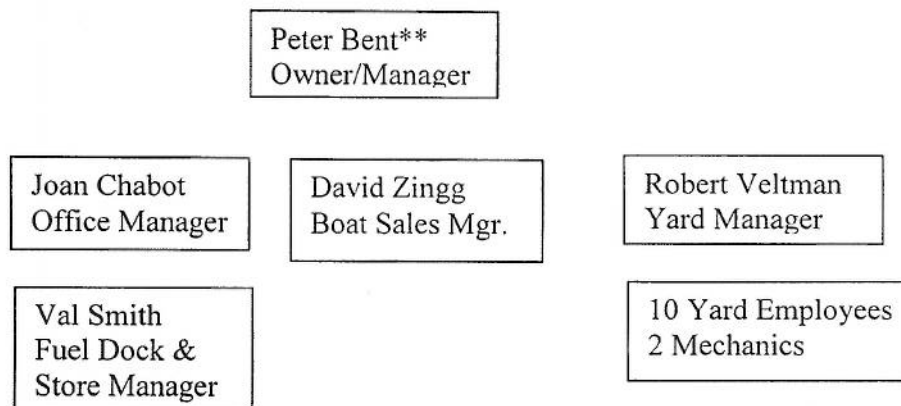 Peter Bent**
Owner/Manager
Joan Chabot
Office Manager
David Zingg
Boat Sales Mgr.
Robert Veltman
Yard Manager
Val Smith
Fuel Dock &
Store Manager
10 Yard Employees
2 Mechanics